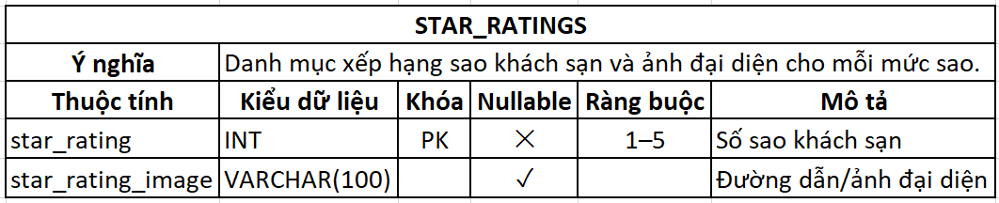 STAR_RATINGS
Ý nghĩa Danh mục xếp hạng sao khách sạn và ảnh đại diện cho mỗi mức sao.
Thuộc tính Kiểu dữ liệu Khóa Nullable Ràng buộc Mô tả
star_rating INT PK ✕ 1–5 Số sao khách sạn
star_rating_image VARCHAR(100) ✓ Đường dẫn/ảnh đại diện